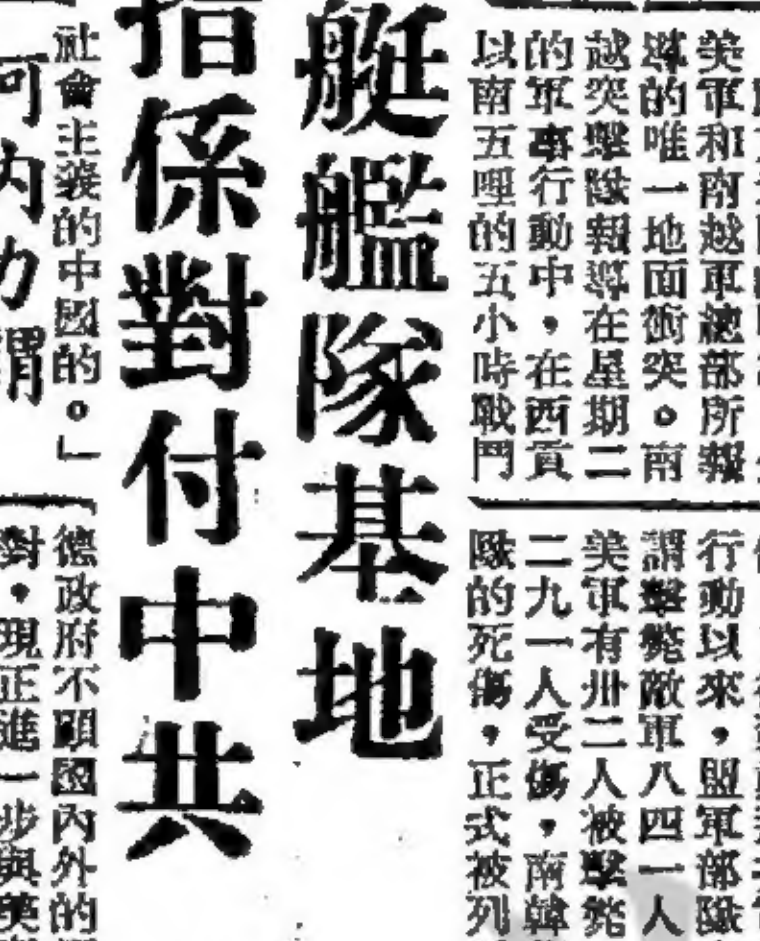 美軍和南越軍總部所報
導的唯一地面衝突。南
越突擊隊報導在星期二
的軍事行動中,在西貢
以南五哩的五小時戰鬥
行動以來,盟軍部隊
謂擊斃敵軍八四一人
美軍有卅二人被擊斃
二九一人受傷,南韓
隊的死傷,正式被列
艇艦隊基地
指係對付中共
社會主義的中國的。」
河內力謂
德政府不顧國內外的
對,現正進一步與美